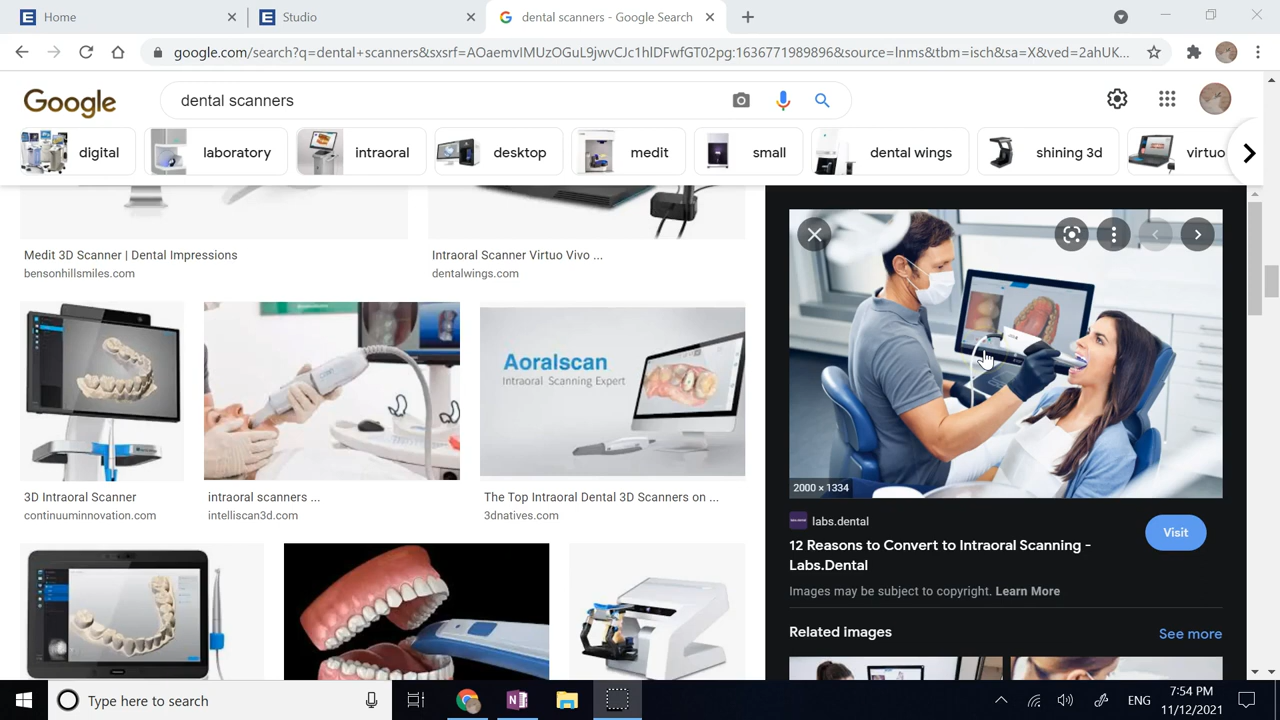 Home
Studio
dental scanners - Google Search
google.com/search?q=dental+scanners&sxsrf=AOaemvIMUzOGuL9jwvCJc1hlDFwfGT02pg:1636771989896&source=lnms&tbm=isch&sa=X&ved=2ahUK...
Google
dental scanners
digital
laboratory
intraoral
desktop
medit
small
dental wings
shining 3d
virtuo
Medit 3D Scanner | Dental Impressions
bensonhillsmiles.com
Intraoral Scanner Virtuo Vivo ...
dentalwings.com
Aoralscan
Intraoral Scanning Expert
3D Intraoral Scanner
continuuminnovation.com
intraoral scanners ...
intelliscan3d.com
The Top Intraoral Dental 3D Scanners on ...
3dnatives.com
2000 × 1334
labs.dental
12 Reasons to Convert to Intraoral Scanning -
Labs.Dental
Visit
Images may be subject to copyright. Learn More
Related images
See more
Type here to search
ENG
7:54 PM
11/12/2021